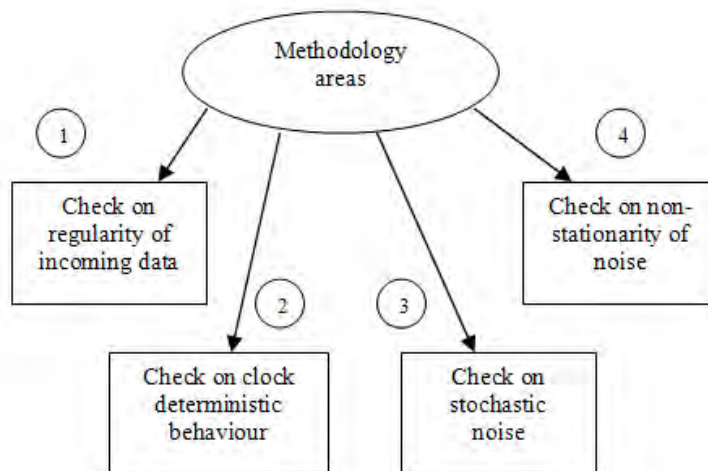 Methodology
areas
1
4
Check on
regularity of
incoming data
Check on non-
stationarity of
noise
2
3
Check on clock
deterministic
behaviour
Check on
stochastic
noise